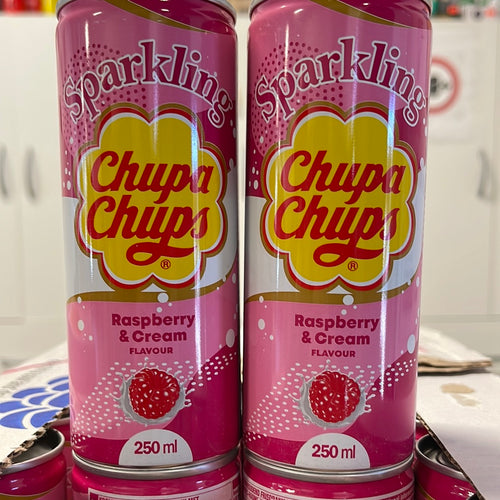 Sparkling
Chupa
Chups
®
Raspberry
& Cream
FLAVOUR
250 ml
Sparkling
Chupa
Chups
®
Raspberry
& Cream
FLAVOUR
250 ml